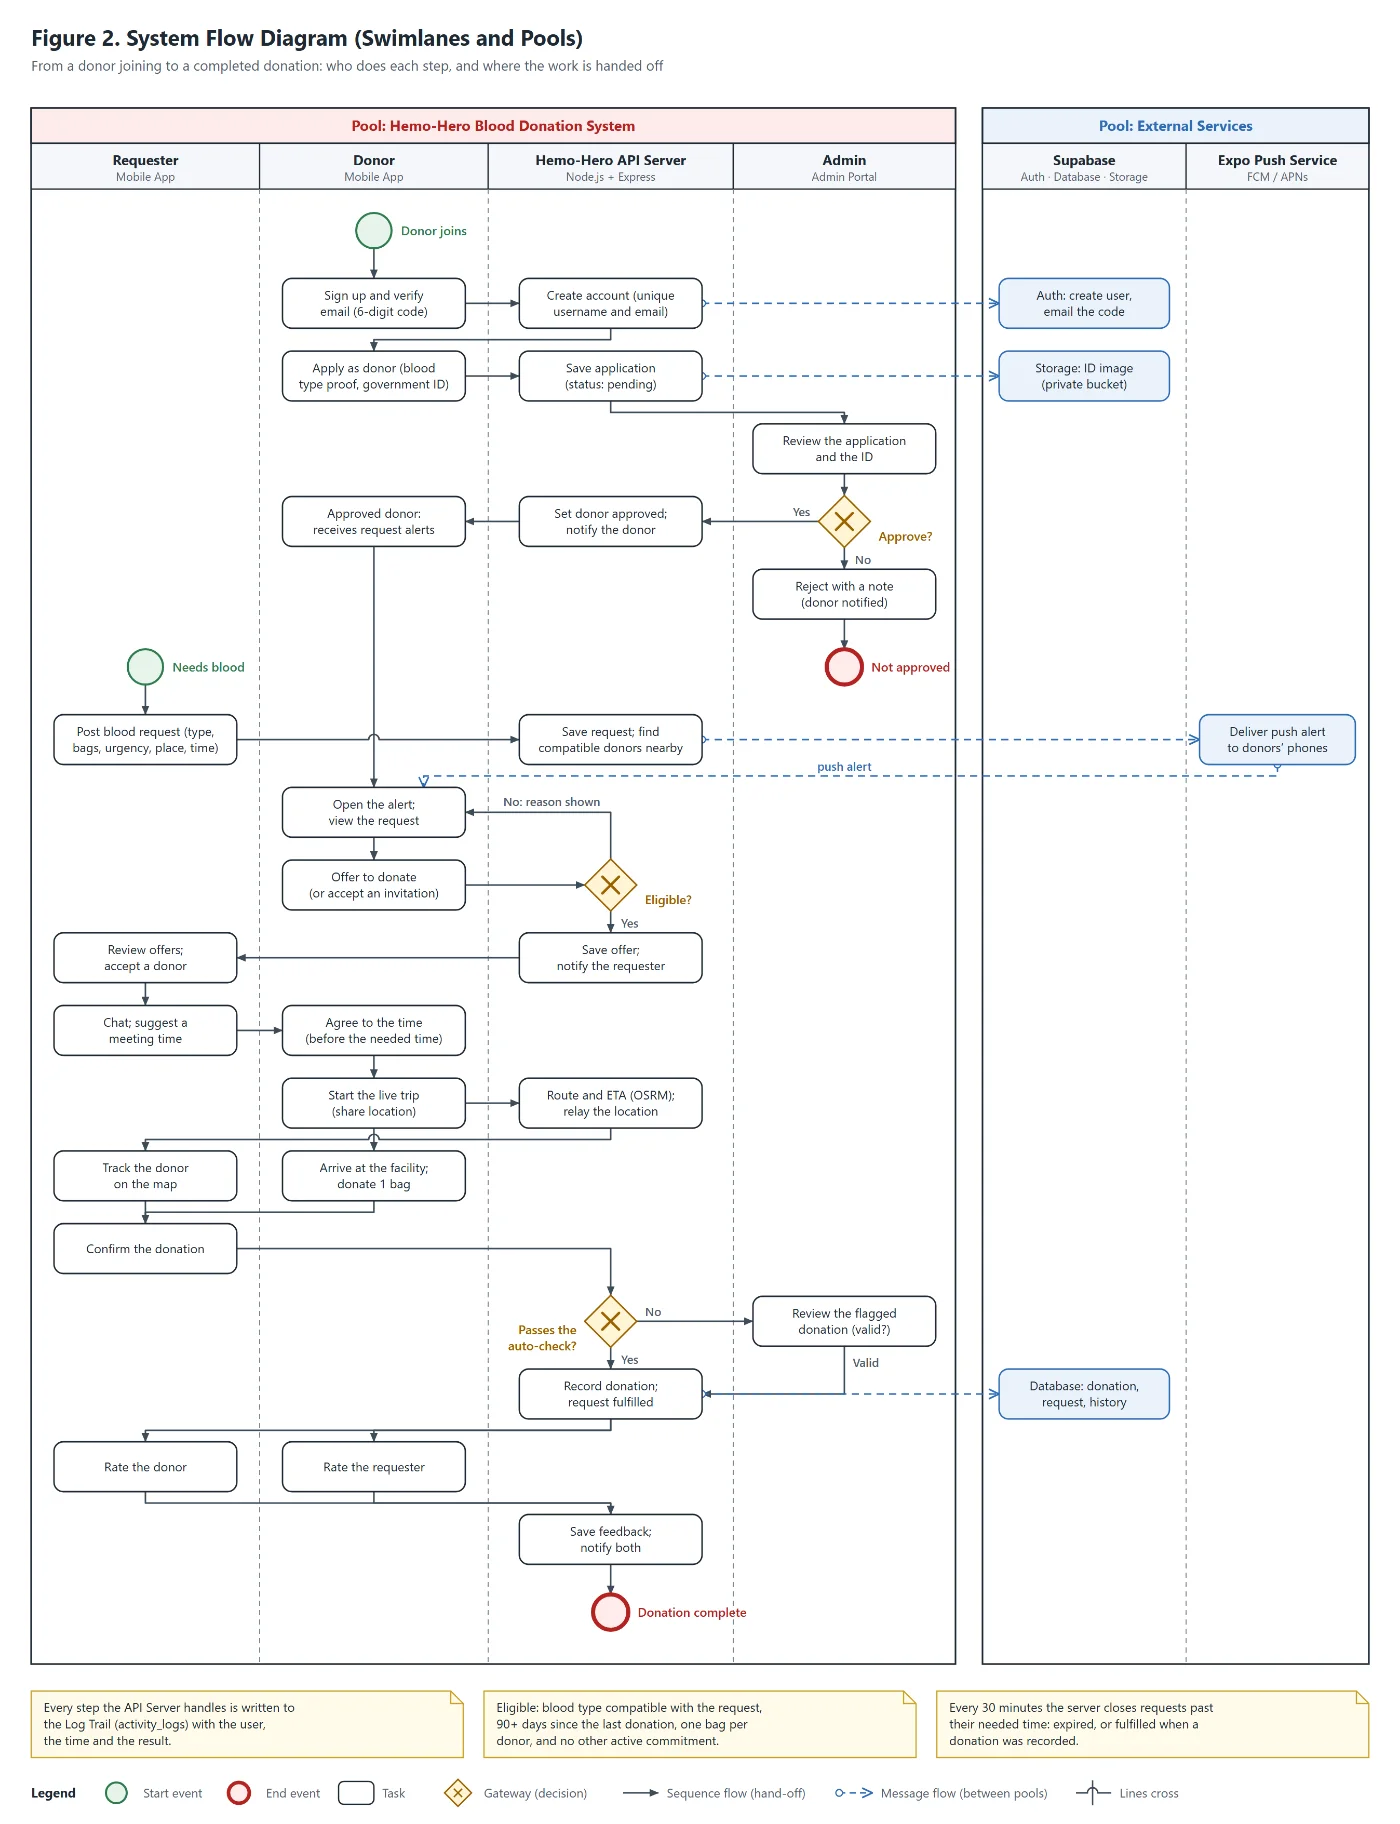 Figure 2. System Flow Diagram (Swimlanes and Pools)
From a donor joining to a completed donation: who does each step, and where the work is handed off
Pool: Hemo-Hero Blood Donation System
Pool: External Services
Requester
Mobile App
Donor
Mobile App
Hemo-Hero API Server
Node.js + Express
Admin
Admin Portal
Supabase
Auth · Database · Storage
Expo Push Service
FCM / APNs
Donor joins
Sign up and verify
email (6-digit code)
Create account (unique
username and email)
Auth: create user,
email the code
Apply as donor (blood
type proof, government ID)
Save application
(status: pending)
Storage: ID image
(private bucket)
Review the application
and the ID
Approved donor:
receives request alerts
Set donor approved;
notify the donor
Yes
Approve?
No
Reject with a note
(donor notified)
Needs blood
Not approved
Post blood request (type,
bags, urgency, place, time)
Save request; find
compatible donors nearby
Deliver push alert
to donors’ phones
push alert
Open the alert;
view the request
No: reason shown
Offer to donate
(or accept an invitation)
Eligible?
Yes
Review offers;
accept a donor
Save offer;
notify the requester
Chat; suggest a
meeting time
Agree to the time
(before the needed time)
Start the live trip
(share location)
Route and ETA (OSRM);
relay the location
Track the donor
on the map
Arrive at the facility;
donate 1 bag
Confirm the donation
Passes the
auto-check?
No
Review the flagged
donation (valid?)
Yes
Valid
Record donation;
request fulfilled
Database: donation,
request, history
Rate the donor
Rate the requester
Save feedback;
notify both
Donation complete
Every step the API Server handles is written to
the Log Trail (activity_logs) with the user,
the time and the result.
Eligible: blood type compatible with the request,
90+ days since the last donation, one bag per
donor, and no other active commitment.
Every 30 minutes the server closes requests past
their needed time: expired, or fulfilled when a
donation was recorded.
Legend
Start event
End event
Task
Gateway (decision)
Sequence flow (hand-off)
Message flow (between pools)
Lines cross